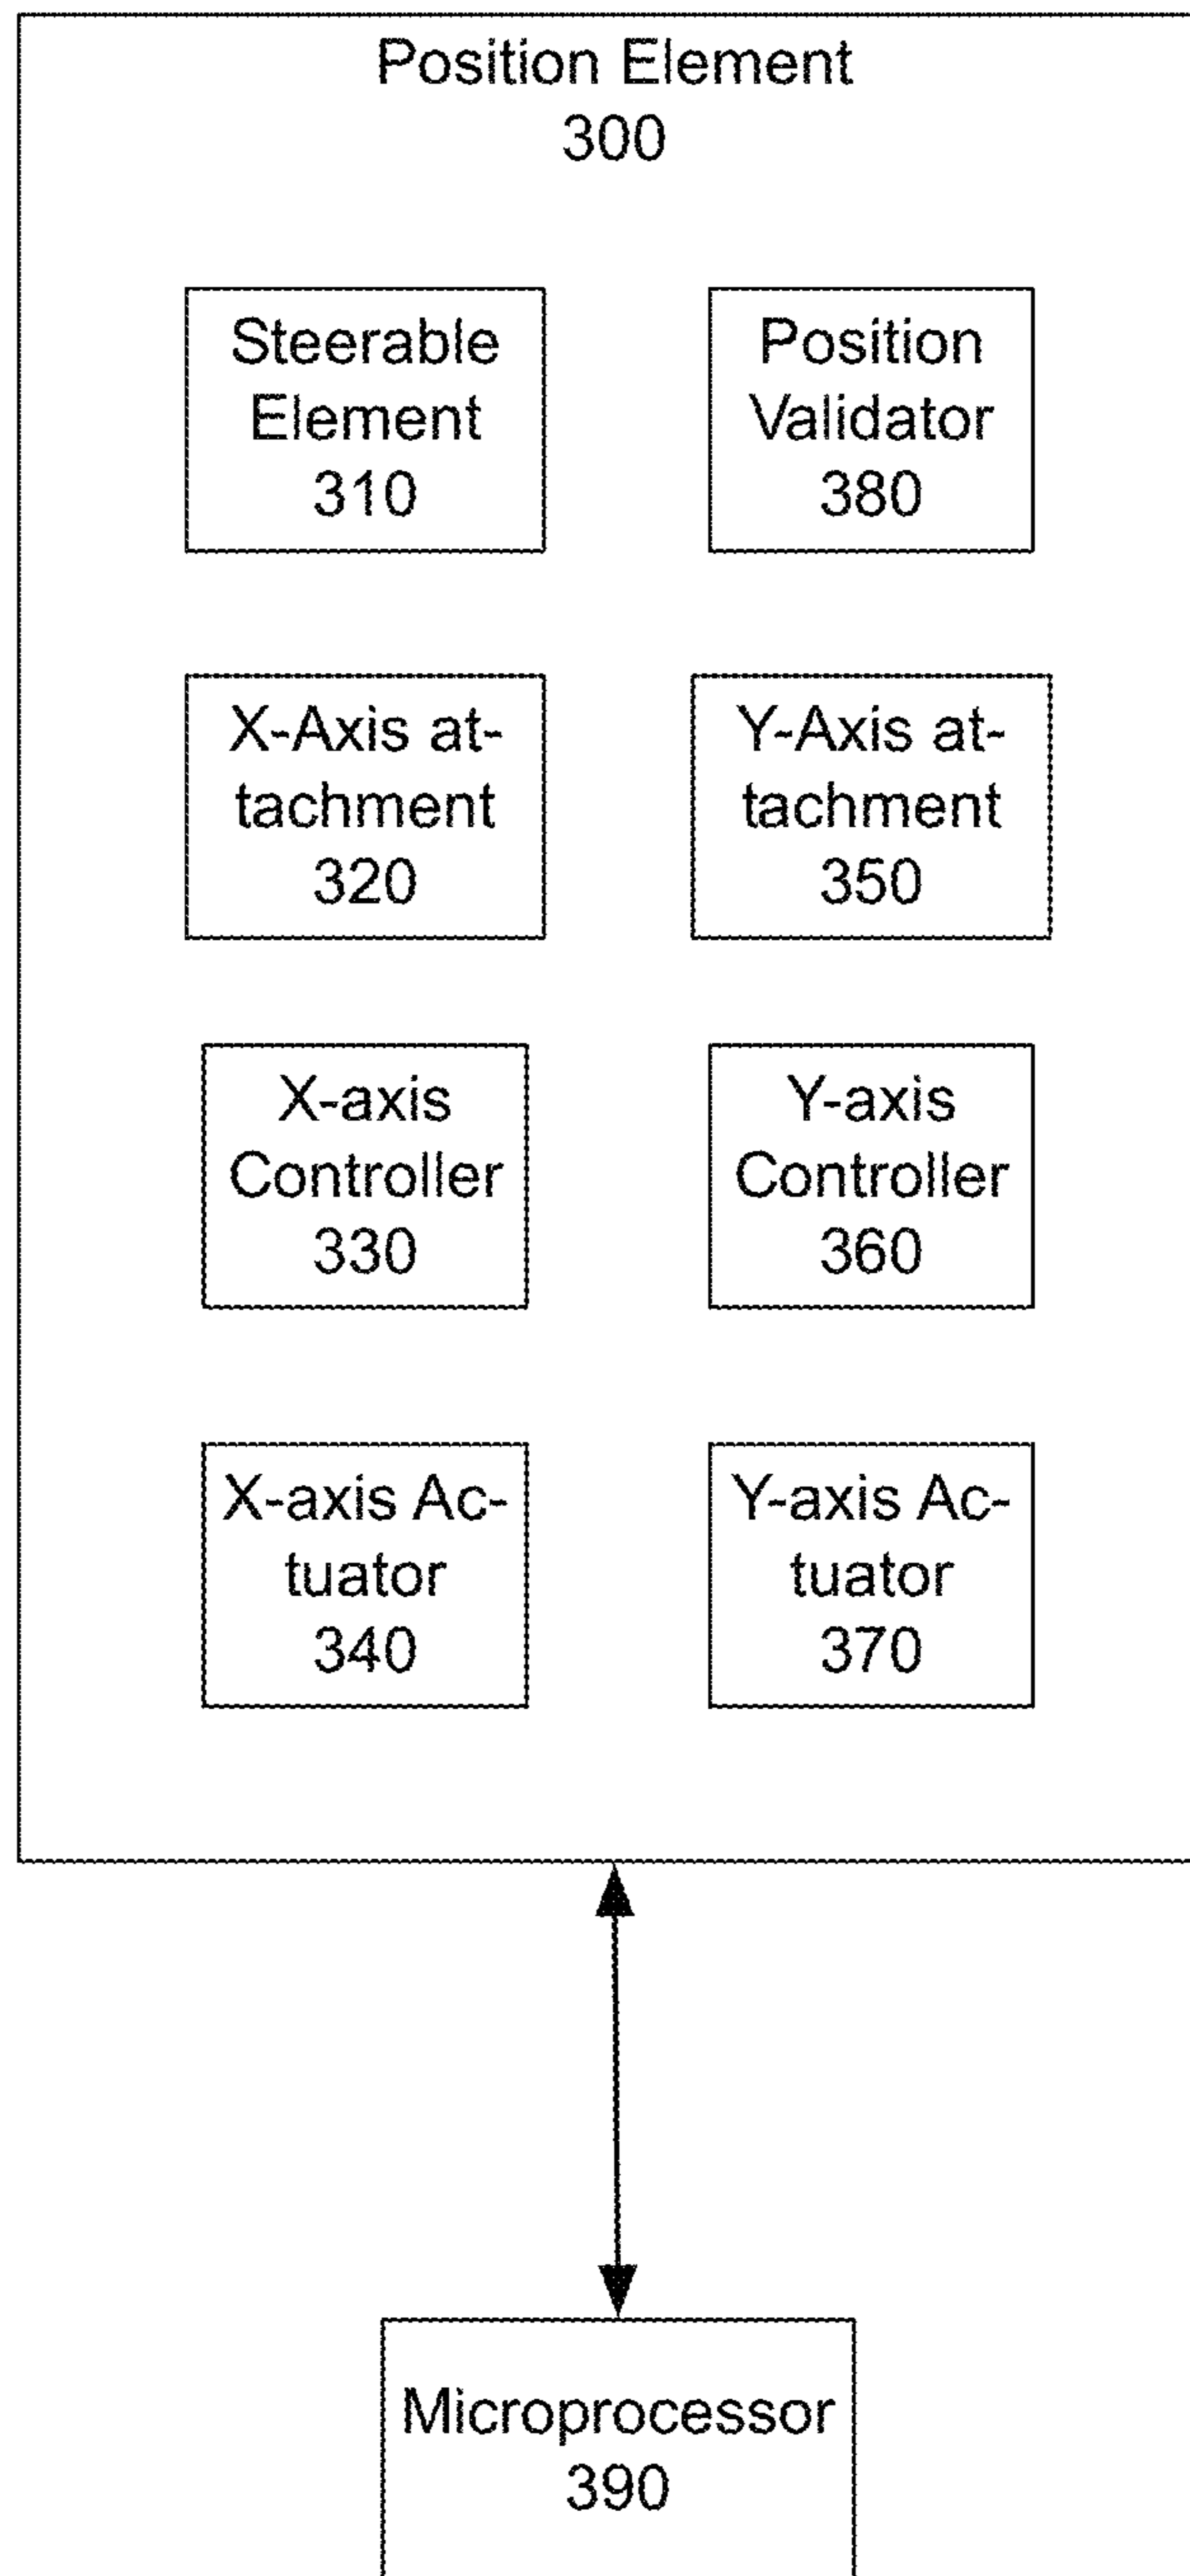 Position Element
300
Steerable
Element
310
Position
Validator
380
X-Axis at-
tachment
320
Y-Axis at-
tachment
350
X-axis
Controller
330
Y-axis
Controller
360
X-axis Ac-
tuator
340
Y-axis Ac-
tuator
370
Microprocessor
390